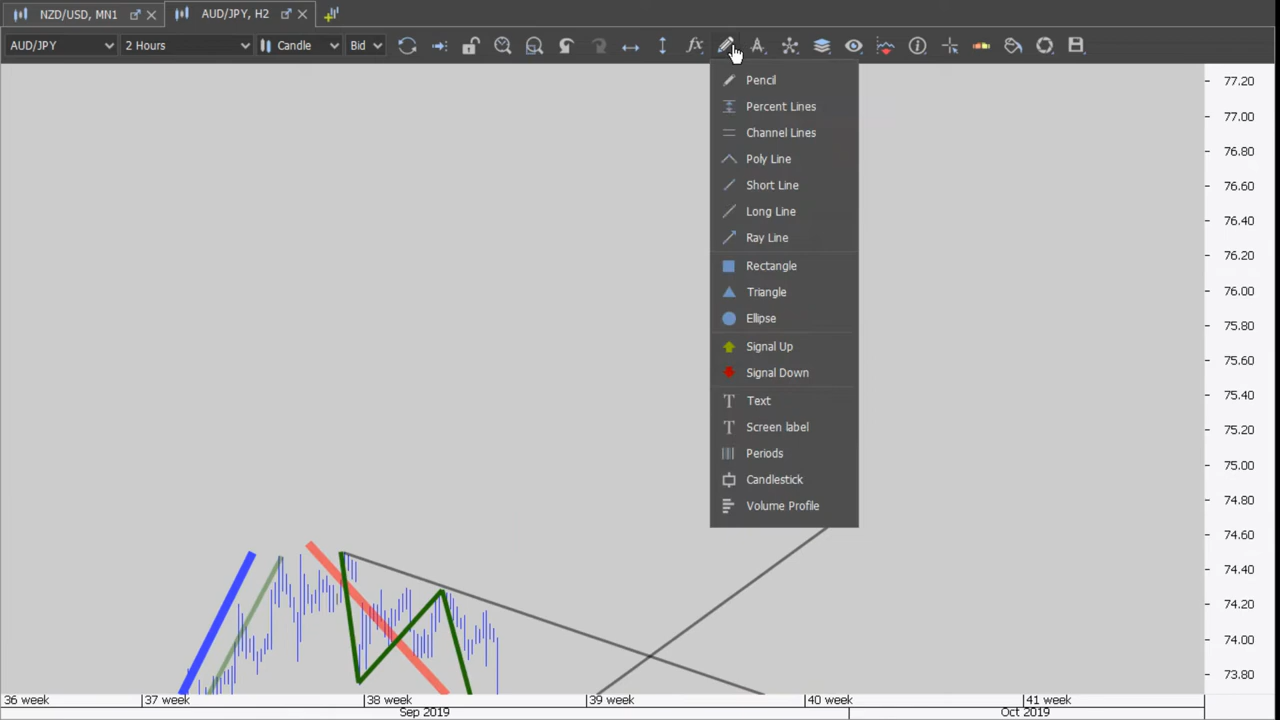 NZD/USD, MN1
AUD/JPY, H2
AUD/JPY
2 Hours
Candle
Bid
fx
Pencil
Percent Lines
Channel Lines
Poly Line
Short Line
Long Line
Ray Line
Rectangle
Triangle
Ellipse
Signal Up
Signal Down
Text
Screen label
Periods
Candlestick
Volume Profile
77.20
77.00
76.80
76.60
76.40
76.20
76.00
75.80
75.60
75.40
75.20
75.00
74.80
74.60
74.40
74.20
74.00
73.80
36 week
37 week
38 week
39 week
40 week
41 week
Sep 2019
Oct 2019